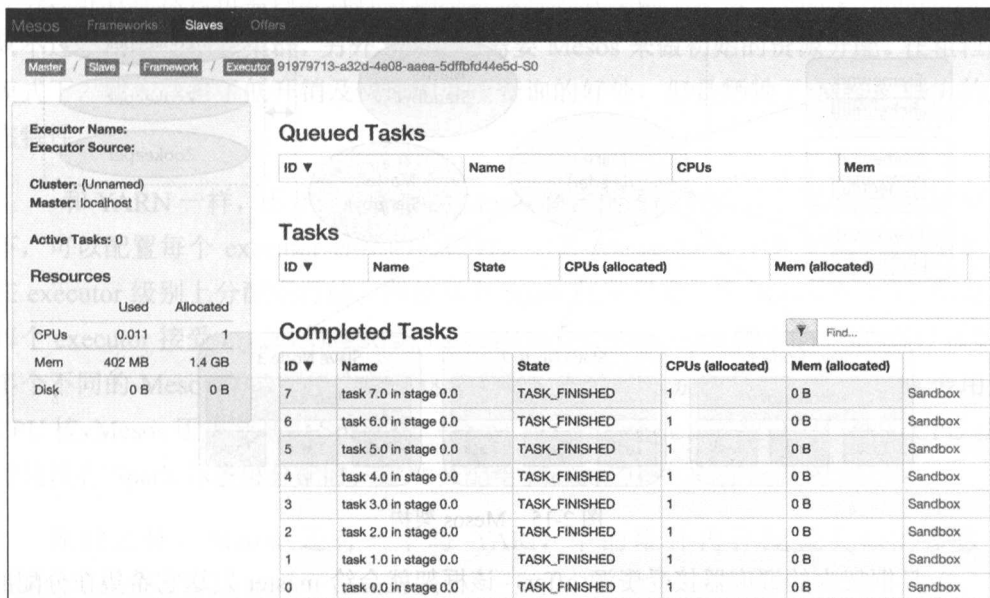 Mesos Frameworks Slaves Offers
Master / Slave / Framework / Executor 91979713-a32d-4e08-aaea-5dffbfd44e5d-S0
Executor Name:
Executor Source:
Cluster: (Unnamed)
Master: localhost
Active Tasks: 0
Resources
Used Allocated
CPUs 0.011 1
Mem 402 MB 1.4 GB
Disk 0 B 0 B
Queued Tasks
ID ▼ Name CPUs Mem
Tasks
ID ▼ Name State CPUs (allocated) Mem (allocated)
Completed Tasks
Find...
ID ▼ Name State CPUs (allocated) Mem (allocated)
7 task 7.0 in stage 0.0 TASK_FINISHED 1 0 B Sandbox
6 task 6.0 in stage 0.0 TASK_FINISHED 1 0 B Sandbox
5 task 5.0 in stage 0.0 TASK_FINISHED 1 0 B Sandbox
4 task 4.0 in stage 0.0 TASK_FINISHED 1 0 B Sandbox
3 task 3.0 in stage 0.0 TASK_FINISHED 1 0 B Sandbox
2 task 2.0 in stage 0.0 TASK_FINISHED 1 0 B Sandbox
1 task 1.0 in stage 0.0 TASK_FINISHED 1 0 B Sandbox
0 task 0.0 in stage 0.0 TASK_FINISHED 1 0 B Sandbox